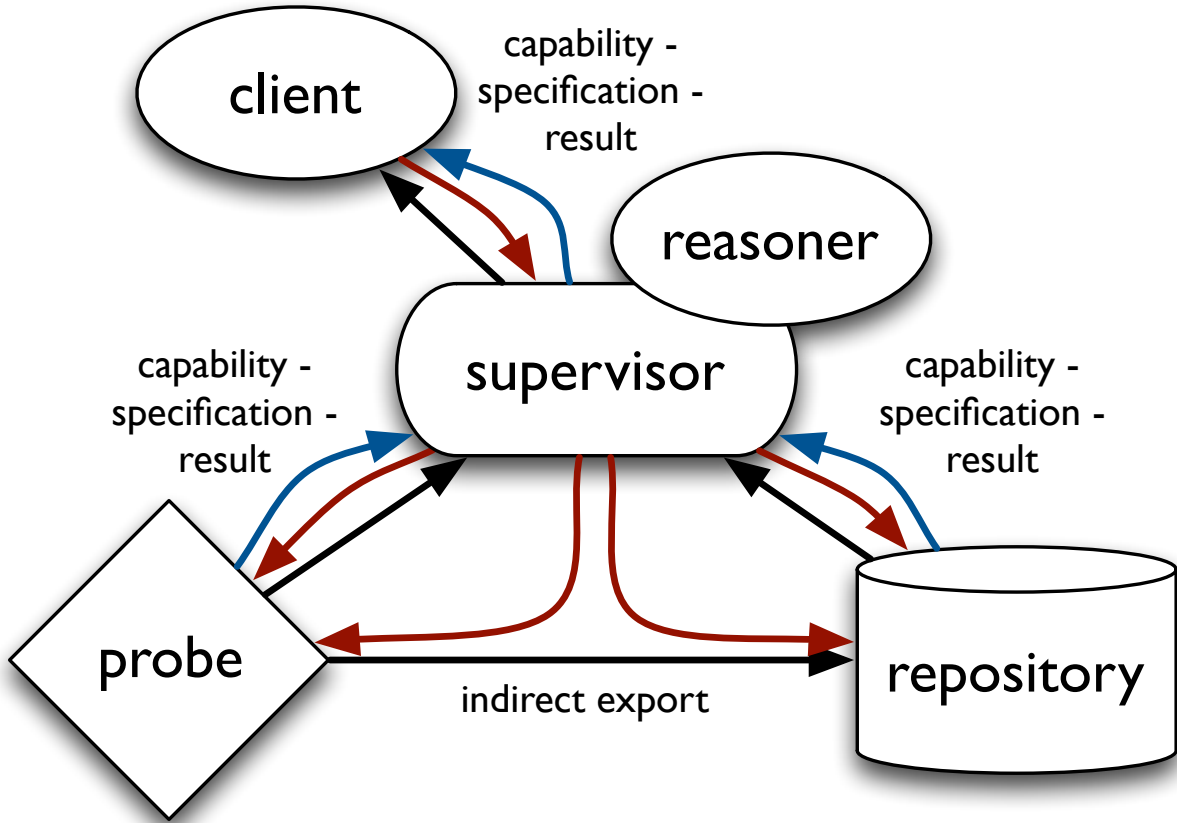 client
capability -
specification -
result
reasoner
supervisor
capability -
specification -
result
capability -
specification -
result
probe
indirect export
repository